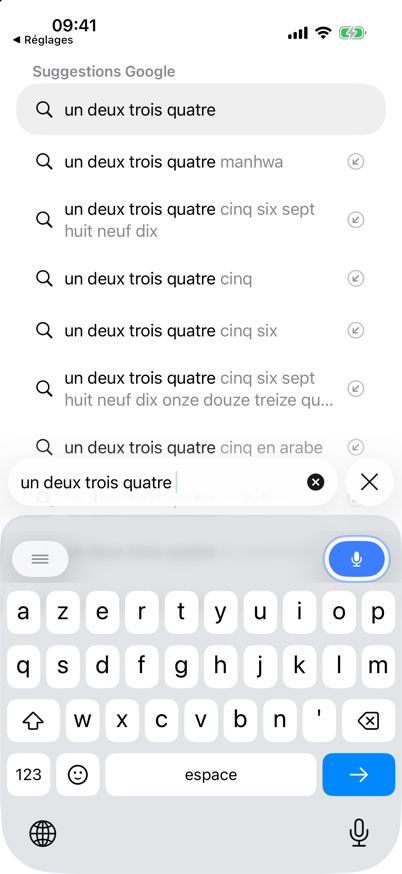 09:41
◀ Réglages
Suggestions Google
un deux trois quatre
un deux trois quatre manhwa
un deux trois quatre cinq six sept
huit neuf dix
un deux trois quatre cinq
un deux trois quatre cinq six
un deux trois quatre cinq six sept
huit neuf dix onze douze treize qu...
un deux trois quatre cinq en arabe
un deux trois quatre
a z e r t y u i o p
q s d f g h j k l m
w x c v b n '
123 espace